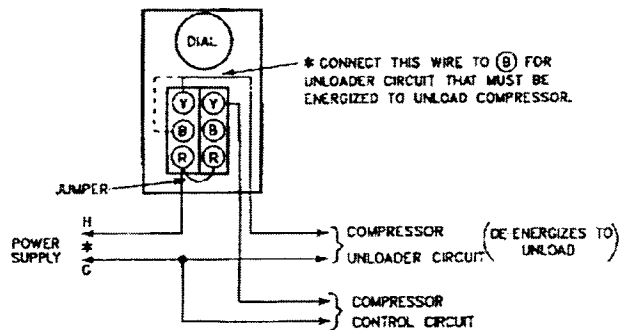 DIAL
* CONNECT THIS WIRE TO B FOR
UNLOADER CIRCUIT THAT MUST BE
ENERGIZED TO UNLOAD COMPRESSOR.
Y Y
B B
R R
JUMPER
H
POWER
SUPPLY
*
G
COMPRESSOR
UNLOADER CIRCUIT
(DE ENERGIZES TO
UNLOAD)
COMPRESSOR
CONTROL CIRCUIT